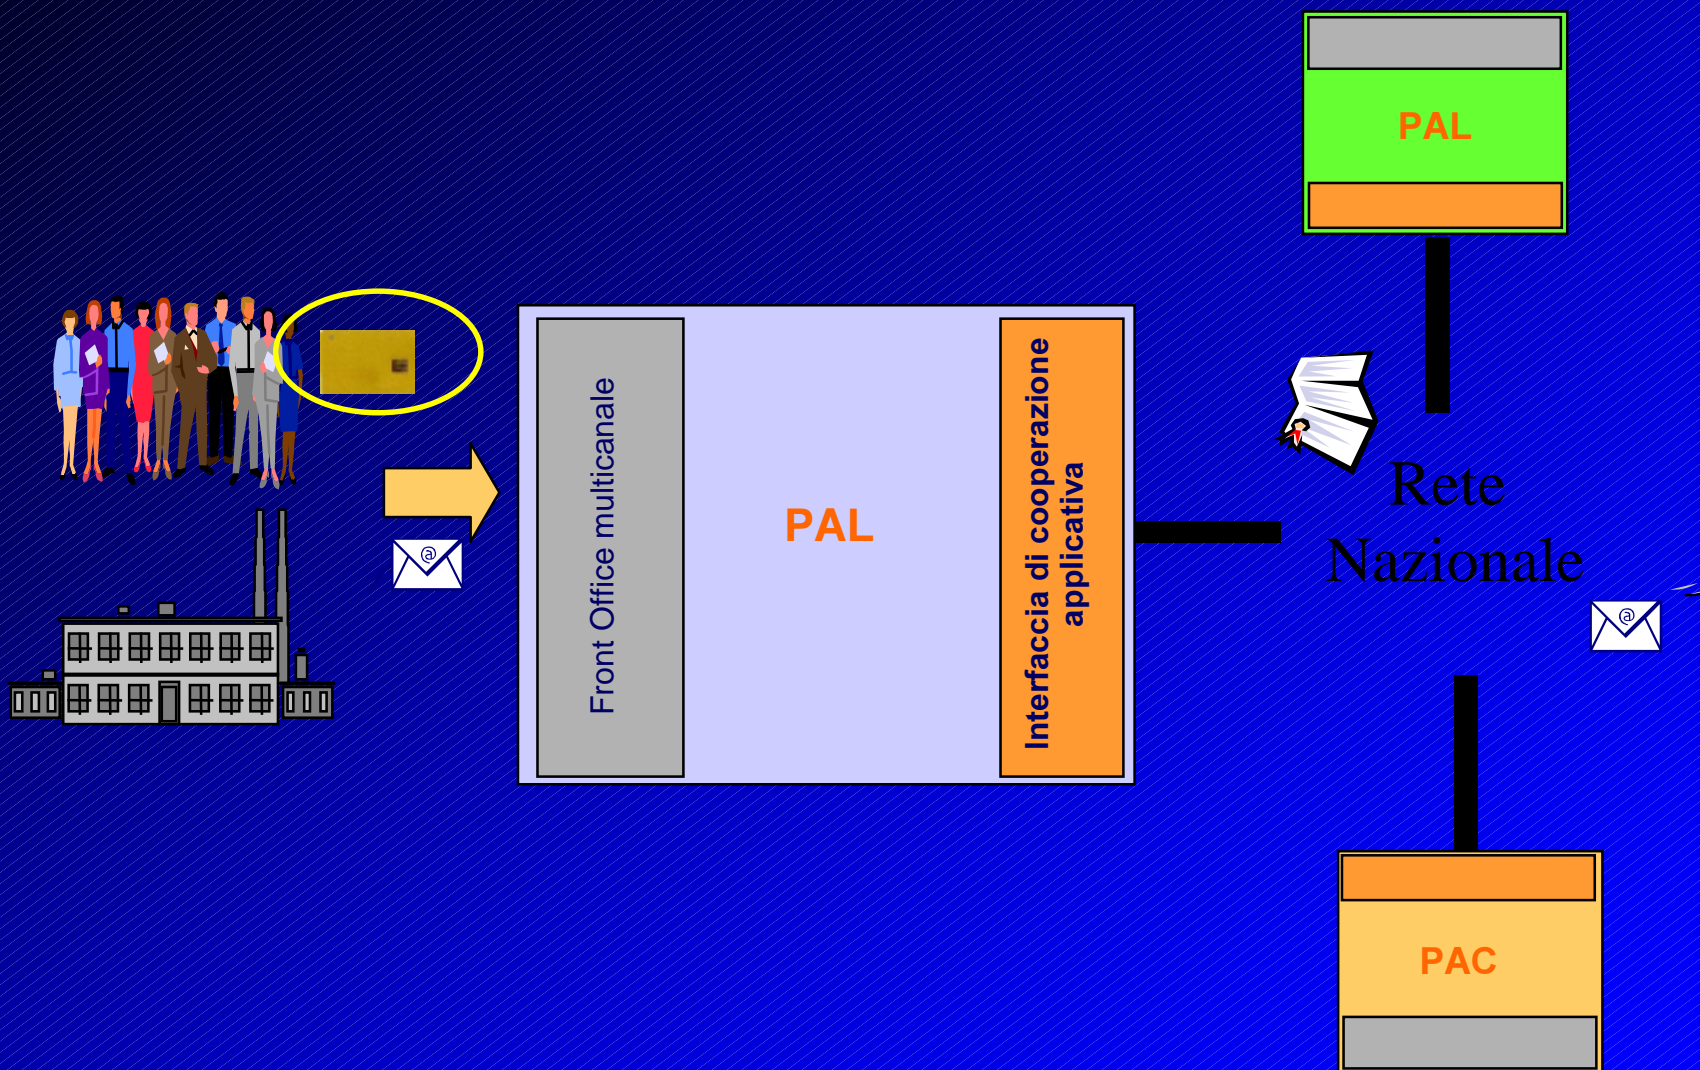 PAL
Front Office multicanale
PAL
Interfaccia di cooperazione
applicativa
Rete
Nazionale
@
@
PAC